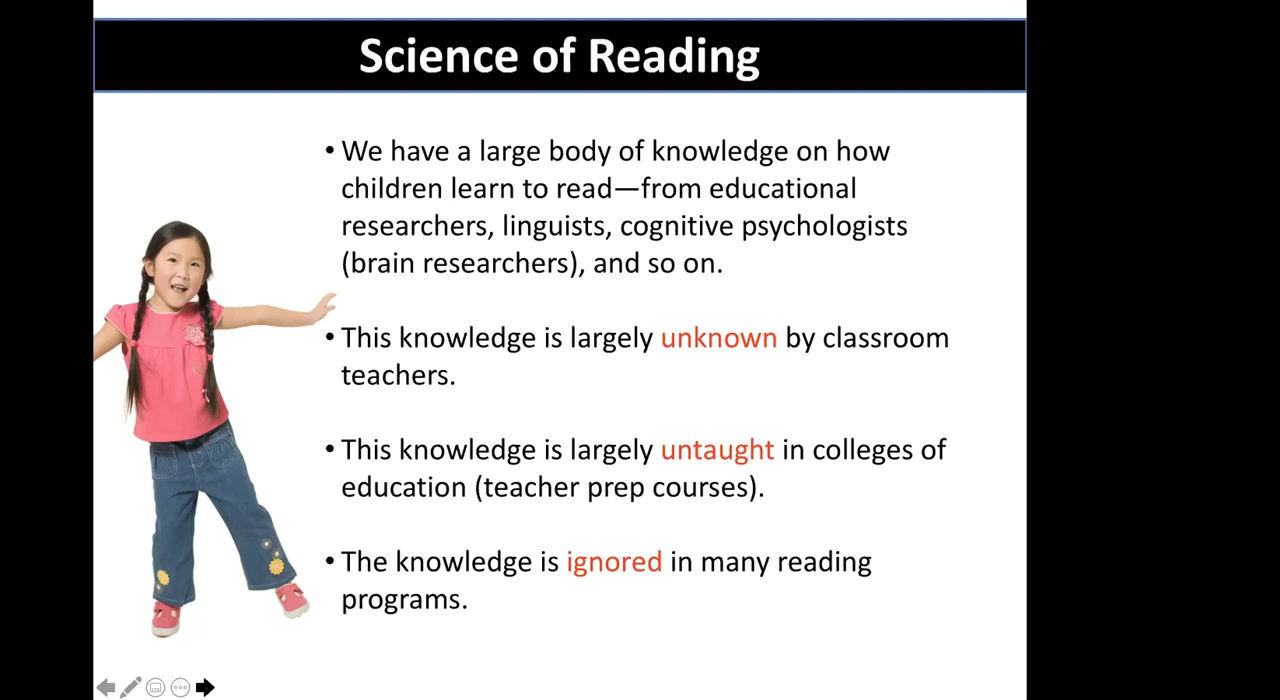 Science of Reading
• We have a large body of knowledge on how
children learn to read—from educational
researchers, linguists, cognitive psychologists
(brain researchers), and so on.
• This knowledge is largely unknown by classroom
teachers.
• This knowledge is largely untaught in colleges of
education (teacher prep courses).
• The knowledge is ignored in many reading
programs.